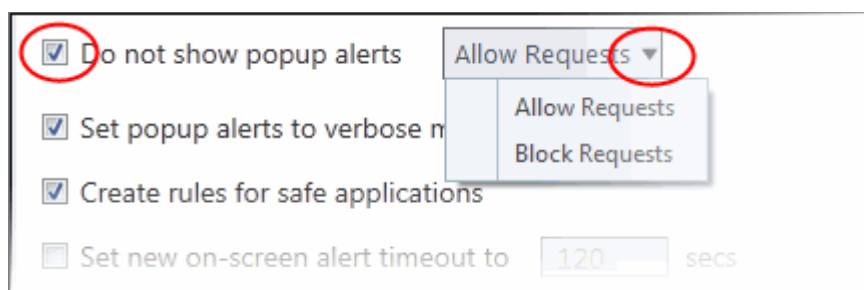 Do not show popup alerts Allow Requests
Allow Requests
Set popup alerts to verbose m
Block Requests
Create rules for safe applications
Set new on-screen alert timeout to 120 secs